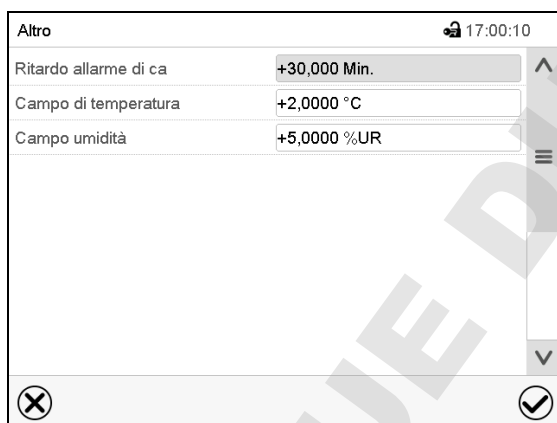 Altro 17:00:10
Ritardo allarme di ca +30,000 Min.
Campo di temperatura +2,0000 °C
Campo umidità +5,0000 %UR